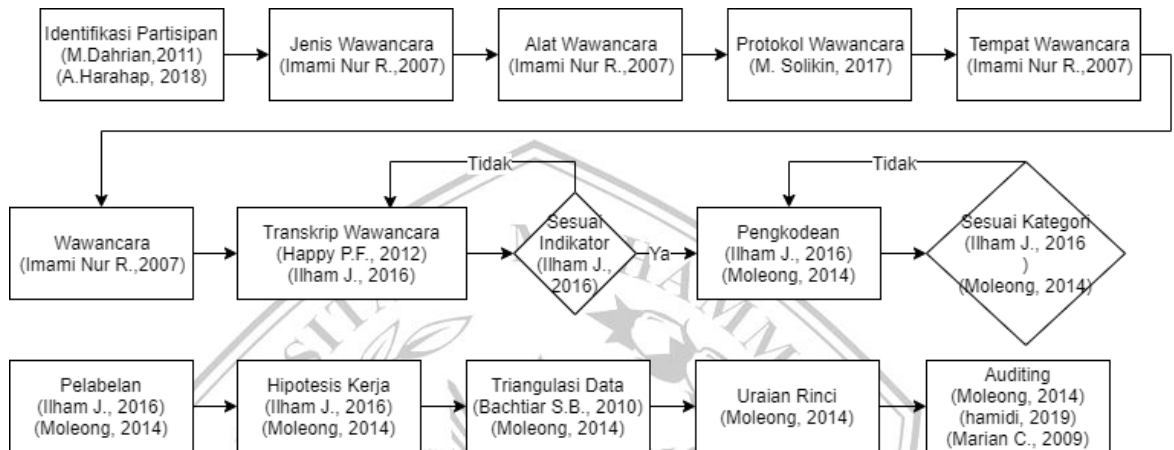 Identifikasi Partisipan
(M.Dahrian,2011)
(A.Harahap, 2018)
Jenis Wawancara
(Imami Nur R.,2007)
Alat Wawancara
(Imami Nur R.,2007)
Protokol Wawancara
(M. Solikin, 2017)
Tempat Wawancara
(Imami Nur R.,2007)
Wawancara
(Imami Nur R.,2007)
Transkrip Wawancara
(Happy P.F., 2012)
(Ilham J., 2016)
Tidak
Sesuai
Indikator
(Ilham J.,
2016)
Ya
Pengkodean
(Ilham J., 2016)
(Moleong, 2014)
Tidak
Sesuai Kategori
(Ilham J., 2016
)
(Moleong, 2014)
Pelabelan
(Ilham J., 2016)
(Moleong, 2014)
Hipotesis Kerja
(Ilham J., 2016)
(Moleong, 2014)
Triangulasi Data
(Bachtiar S.B., 2010)
(Moleong, 2014)
Uraian Rinci
(Moleong, 2014)
Auditing
(Moleong, 2014)
(hamidi, 2019)
(Marian C., 2009)